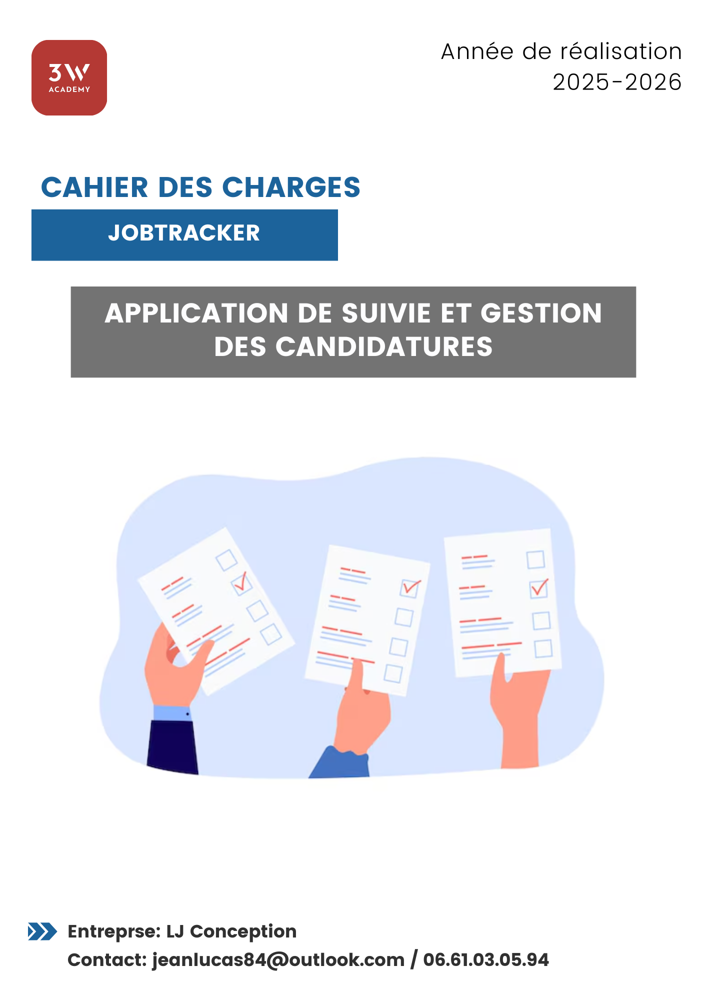 3W
ACADEMY
Année de réalisation
2025-2026
CAHIER DES CHARGES
JOBTRACKER
APPLICATION DE SUIVIE ET GESTION
DES CANDIDATURES
Entreprse: LJ Conception
Contact: jeanlucas84@outlook.com / 06.61.03.05.94